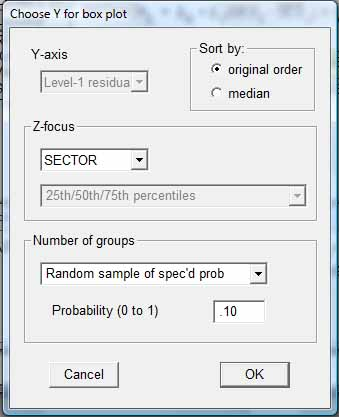 Choose Y for box plot
Y-axis
Level-1 residua
Sort by:
original order
median
Z-focus
SECTOR
25th/50th/75th percentiles
Number of groups
Random sample of spec'd prob
Probability (0 to 1)
.10
Cancel
OK